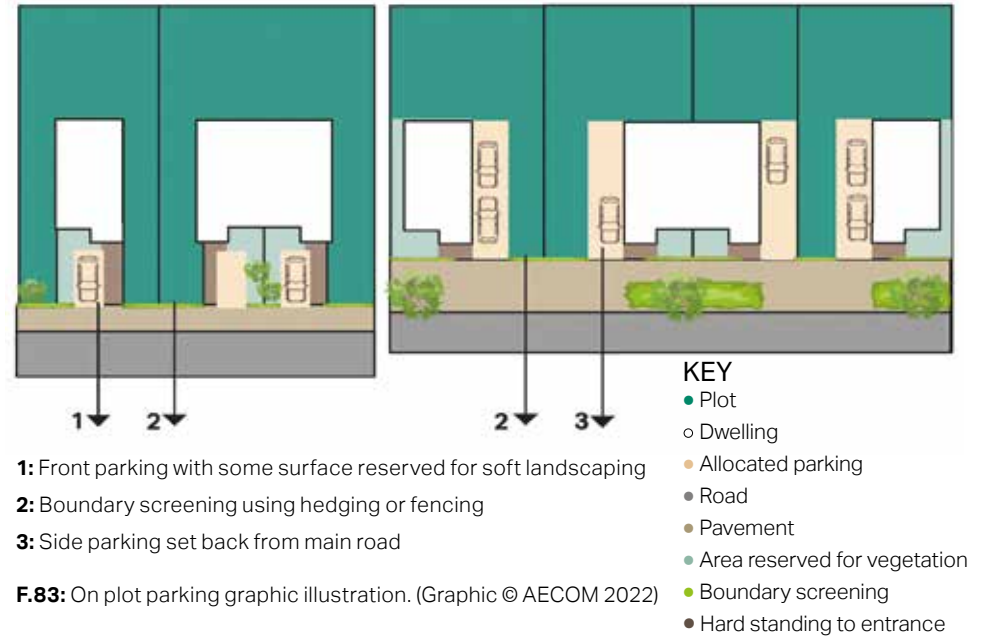 1
2
2
3
1: Front parking with some surface reserved for soft landscaping
2: Boundary screening using hedging or fencing
3: Side parking set back from main road
F.83: On plot parking graphic illustration. (Graphic © AECOM 2022)
KEY
Plot
Dwelling
Allocated parking
Road
Pavement
Area reserved for vegetation
Boundary screening
Hard standing to entrance